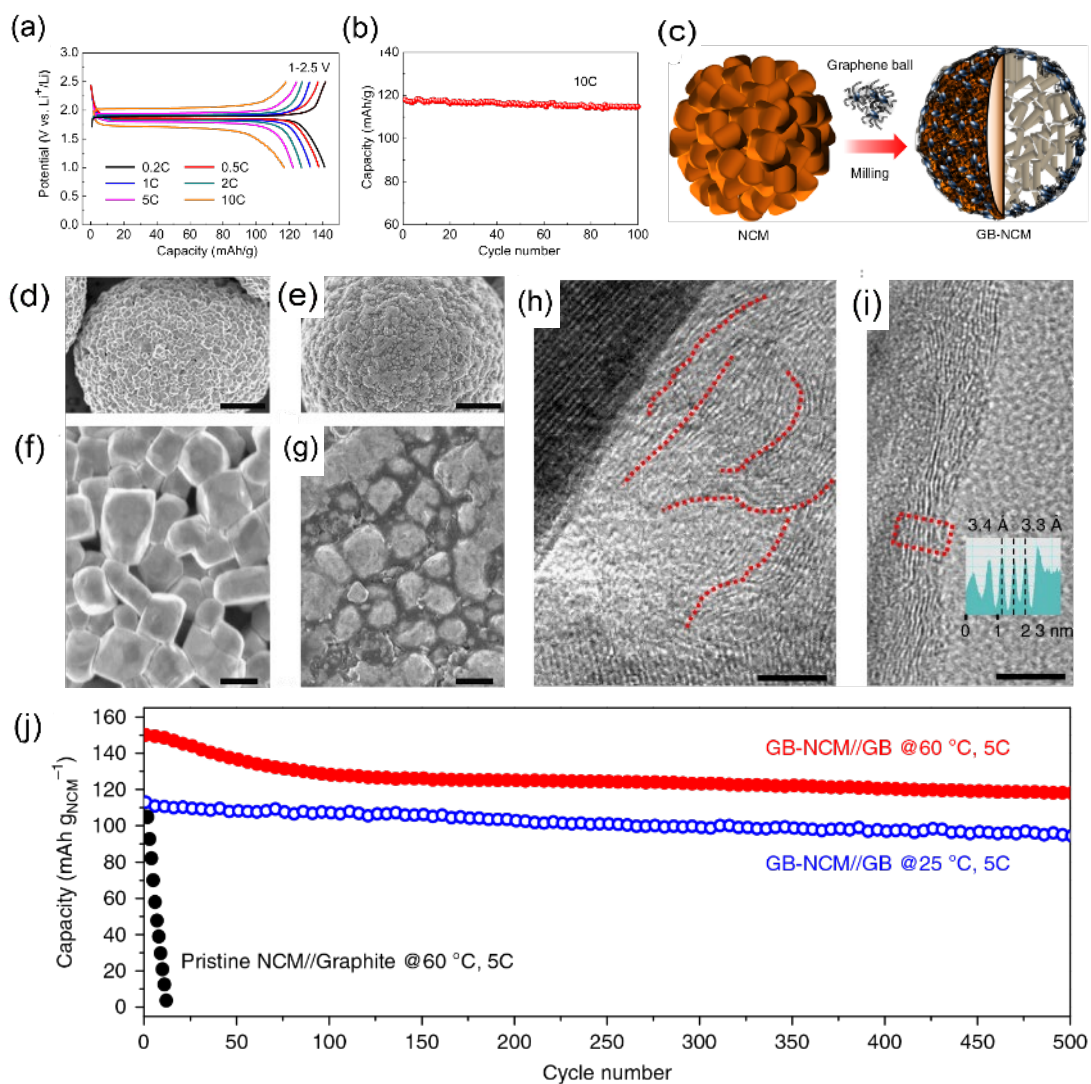 (a)
1-2.5 V
Potential (V vs. Li⁺/Li)
3.0
2.5
2.0
1.5
1.0
0.5
0.0
0.2C
0.5C
1C
2C
5C
10C
0 20 40 60 80 100 120 140
Capacity (mAh/g)
(b)
10C
Capacity (mAh/g)
140
120
100
80
60
0 20 40 60 80 100
Cycle number
(c)
Graphene ball
Milling
NCM
GB-NCM
(d)
(e)
(f)
(g)
(h)
(i)
3.4 Å 3.3 Å
0 1 2 3 nm
(j)
Capacity (mAh gNCM⁻¹)
160
140
120
100
80
60
40
20
0
GB-NCM//GB @60 °C, 5C
GB-NCM//GB @25 °C, 5C
Pristine NCM//Graphite @60 °C, 5C
0 50 100 150 200 250 300 350 400 450 500
Cycle number